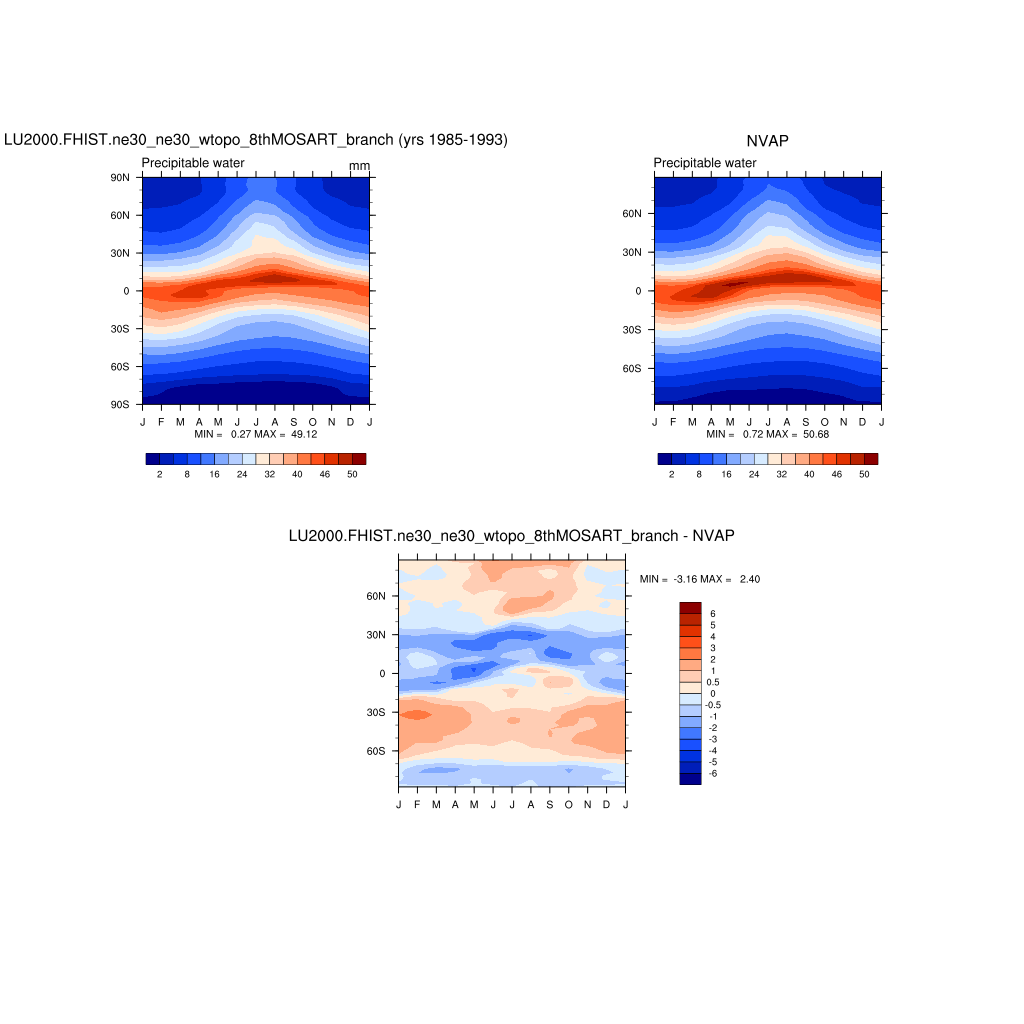 LU2000.FHIST.ne30_ne30_wtopo_8thMOSART_branch (yrs 1985-1993)
Precipitable water mm
90N
60N
30N
0
30S
60S
90S
J F M A M J J A S O N D J
MIN = 0.27 MAX = 49.12
2 8 16 24 32 40 46 50
NVAP
Precipitable water
60N
30N
0
30S
60S
J F M A M J J A S O N D J
MIN = 0.72 MAX = 50.68
2 8 16 24 32 40 46 50
LU2000.FHIST.ne30_ne30_wtopo_8thMOSART_branch - NVAP
MIN = -3.16 MAX = 2.40
60N
30N
0
30S
60S
J F M A M J J A S O N D J
6
5
4
3
2
1
0.5
0
-0.5
-1
-2
-3
-4
-5
-6